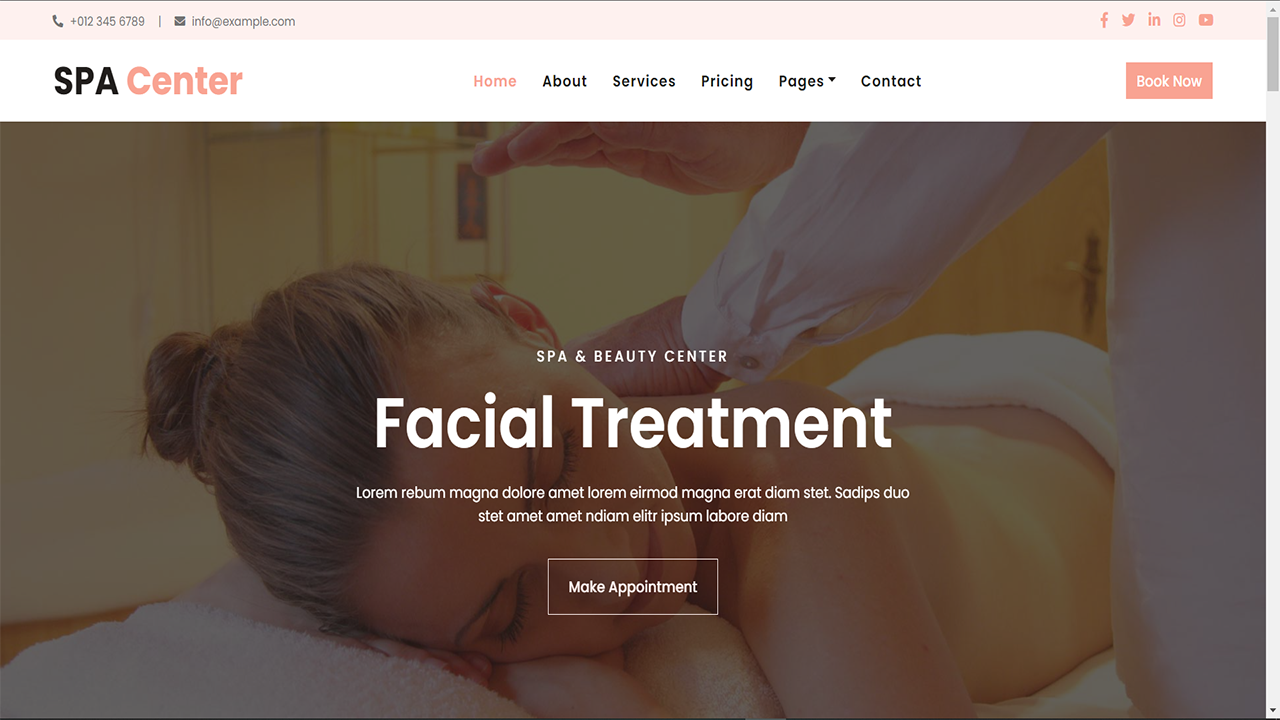 +012 345 6789 | info@example.com
SPA Center
Home About Services Pricing Pages Contact
Book Now
SPA & BEAUTY CENTER
Facial Treatment
Lorem rebum magna dolore amet lorem eirmod magna erat diam stet. Sadips duo
stet amet amet ndiam elitr ipsum labore diam
Make Appointment